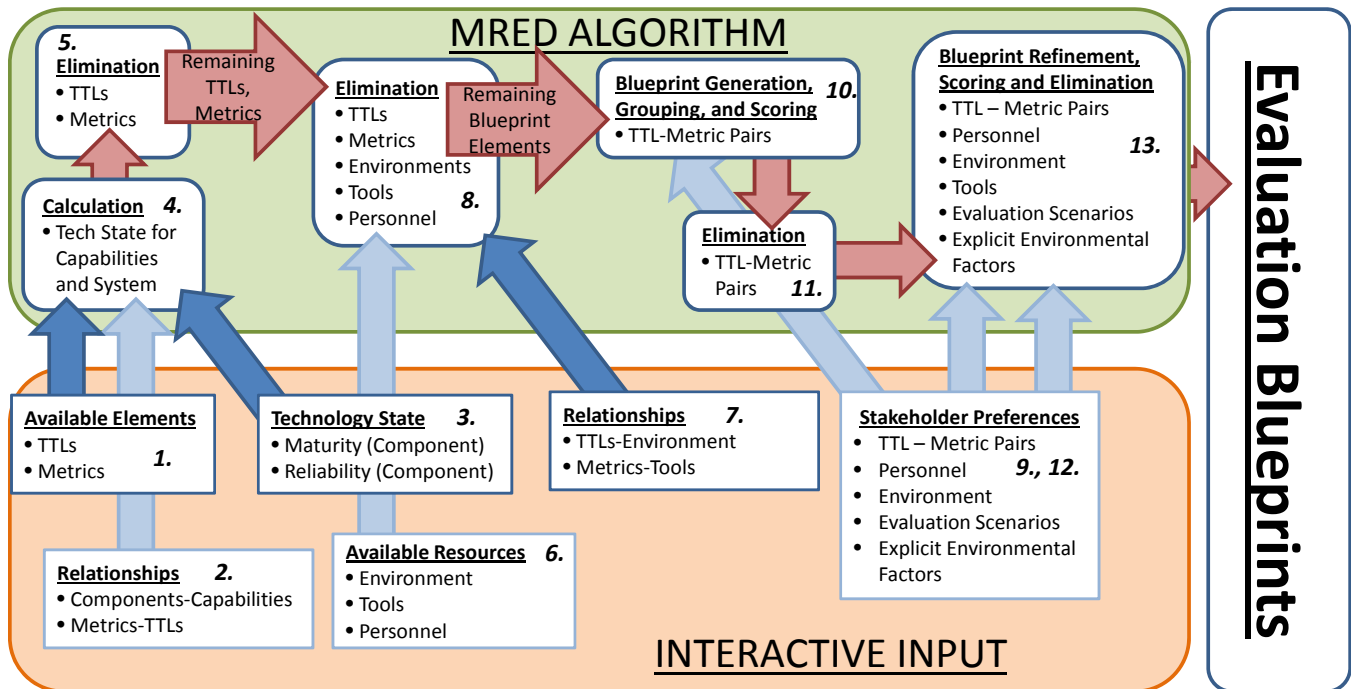 MRED ALGORITHM
5.
Elimination
• TTLs
• Metrics
Remaining
TTLs,
Metrics
Elimination
• TTLs
• Metrics
• Environments
• Tools
• Personnel
8.
Remaining
Blueprint
Elements
Blueprint Generation,
Grouping, and Scoring
10.
• TTL-Metric Pairs
Blueprint Refinement,
Scoring and Elimination
• TTL – Metric Pairs
• Personnel
• Environment
13.
• Tools
• Evaluation Scenarios
• Explicit Environmental
Factors
Calculation
4.
• Tech State for
Capabilities
and System
Elimination
• TTL-Metric
Pairs
11.
Available Elements
• TTLs
• Metrics
1.
Technology State
3.
• Maturity (Component)
• Reliability (Component)
Relationships
7.
• TTLs-Environment
• Metrics-Tools
Stakeholder Preferences
• TTL – Metric Pairs
• Personnel
9., 12.
• Environment
• Evaluation Scenarios
• Explicit Environmental
Factors
Relationships
2.
• Components-Capabilities
• Metrics-TTLs
Available Resources
6.
• Environment
• Tools
• Personnel
INTERACTIVE INPUT
Evaluation Blueprints